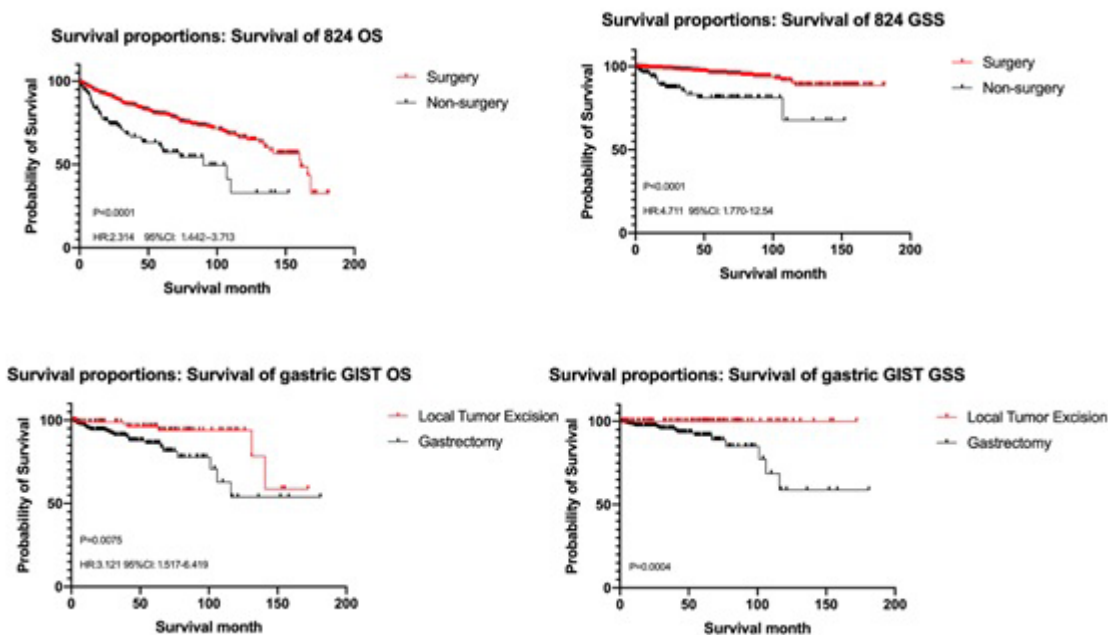 Survival proportions: Survival of 824 OS
Probability of Survival
100
50
0
0 50 100 150 200
Survival month
Surgery
Non-surgery
P<0.0001
HR:2.314 95%CI: 1.442–3.713
Survival proportions: Survival of 824 GSS
Probability of Survival
100
50
0
0 50 100 150 200
Survival month
Surgery
Non-surgery
P<0.0001
HR:4.711 95%CI: 1.770-12.54
Survival proportions: Survival of gastric GIST OS
Probability of Survival
100
50
0
0 50 100 150 200
Survival month
Local Tumor Excision
Gastrectomy
P=0.0075
HR:3.121 95%CI: 1.517-6.419
Survival proportions: Survival of gastric GIST GSS
Probability of Survival
100
50
0
0 50 100 150 200
Survival month
Local Tumor Excision
Gastrectomy
P=0.0004